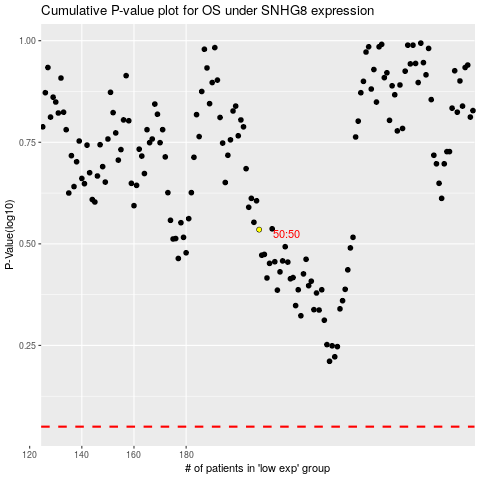 Cumulative P-value plot for OS under SNHG8 expression
P-Value(log10)
1.00
0.75
0.50
0.25
50:50
120 140 160 180
# of patients in 'low exp' group